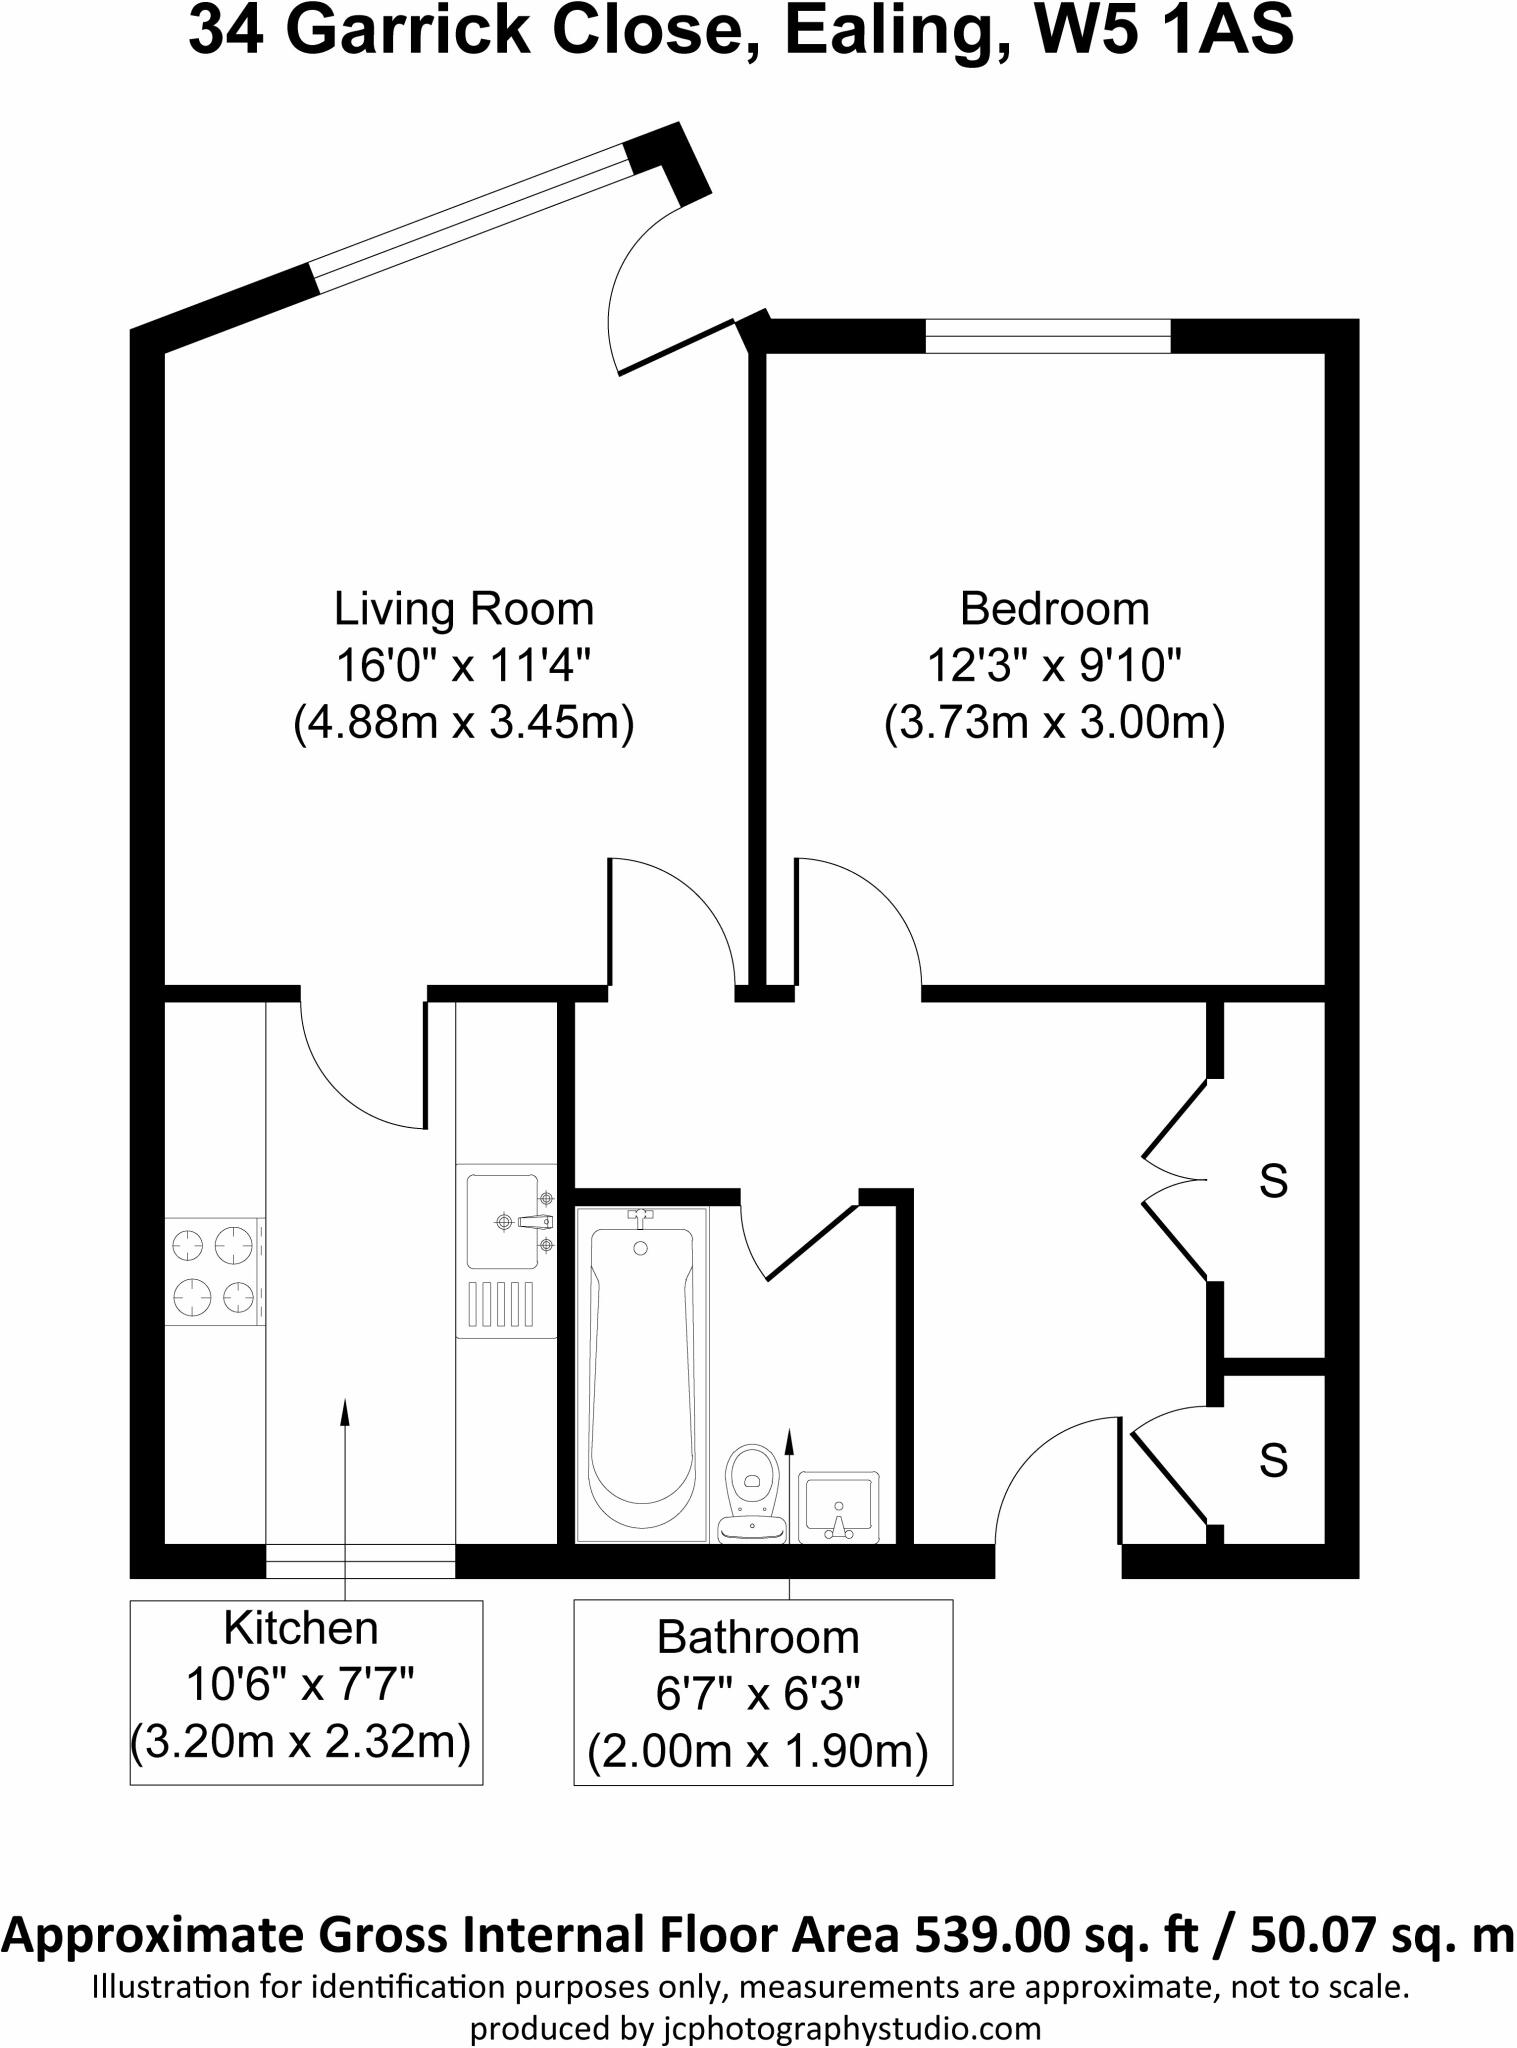 34 Garrick Close, Ealing, W5 1AS
Living Room
16'0" x 11'4"
(4.88m x 3.45m)
Bedroom
12'3" x 9'10"
(3.73m x 3.00m)
S
S
Kitchen
10'6" x 7'7"
(3.20m x 2.32m)
Bathroom
6'7" x 6'3"
(2.00m x 1.90m)
Approximate Gross Internal Floor Area 539.00 sq. ft / 50.07 sq. m
Illustration for identification purposes only, measurements are approximate, not to scale.
produced by jcphotographystudio.com